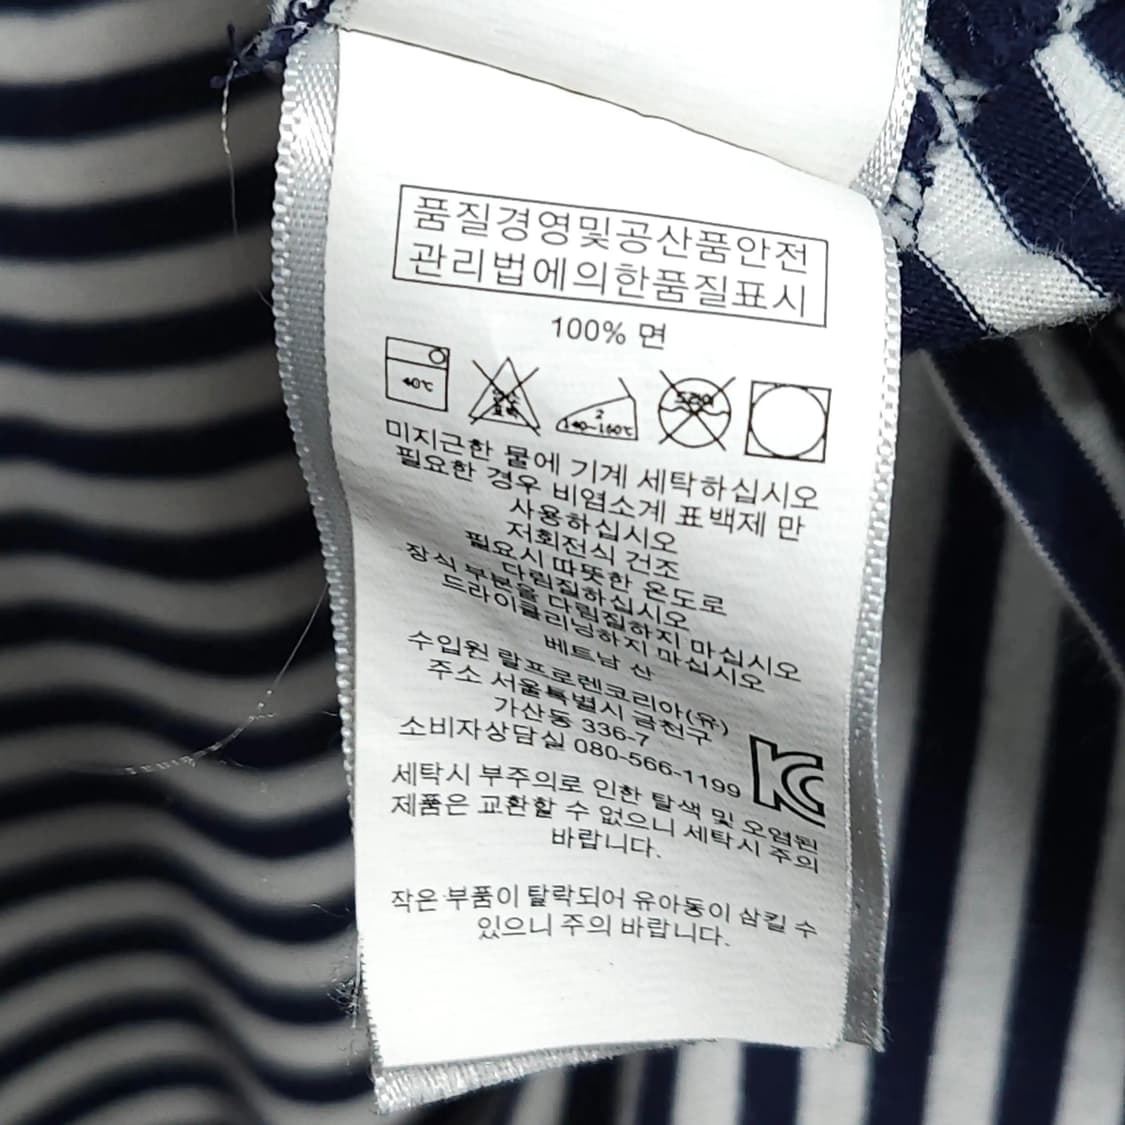 품질경영및공산품안전
관리법에의한품질표시
100% 면
40℃
염소
표백
2
140~160℃
드라이
미지근한 물에 기계 세탁하십시오
필요한 경우 비염소계 표백제 만
사용하십시오
저회전식 건조
필요시 따뜻한 온도로
다림질하십시오
장식 부분을 다림질하지 마십시오
드라이클리닝하지 마십시오
베트남 산
수입원 랄프로렌코리아(유)
주소 서울특별시 금천구
가산동 336-7
소비자상담실 080-566-1199
세탁시 부주의로 인한 탈색 및 오염된
제품은 교환할 수 없으니 세탁시 주의
바랍니다.
작은 부품이 탈락되어 유아동이 삼킬 수
있으니 주의 바랍니다.